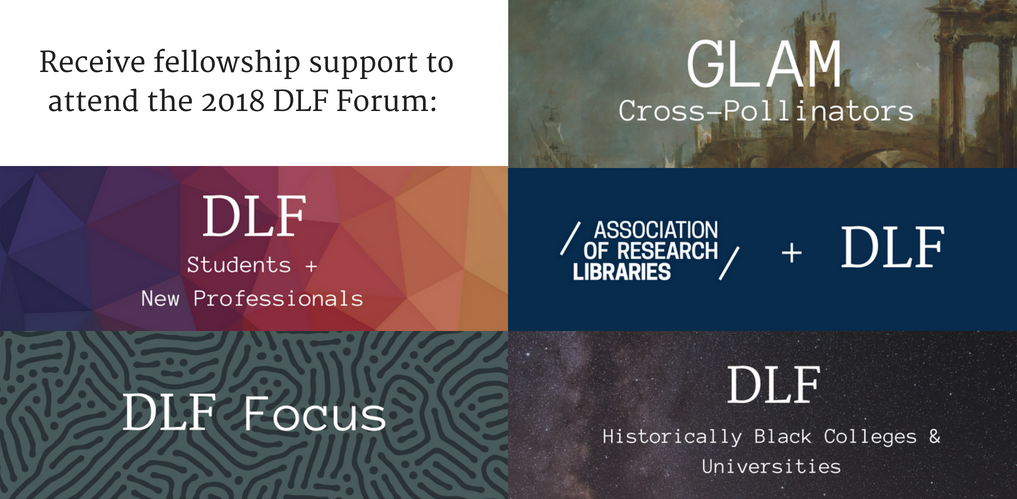 Receive fellowship support to
attend the 2018 DLF Forum:
GLAM
Cross-Pollinators
DLF
Students +
New Professionals
/ ASSOCIATION
OF RESEARCH
LIBRARIES /
+ DLF
DLF Focus
DLF
Historically Black Colleges &
Universities